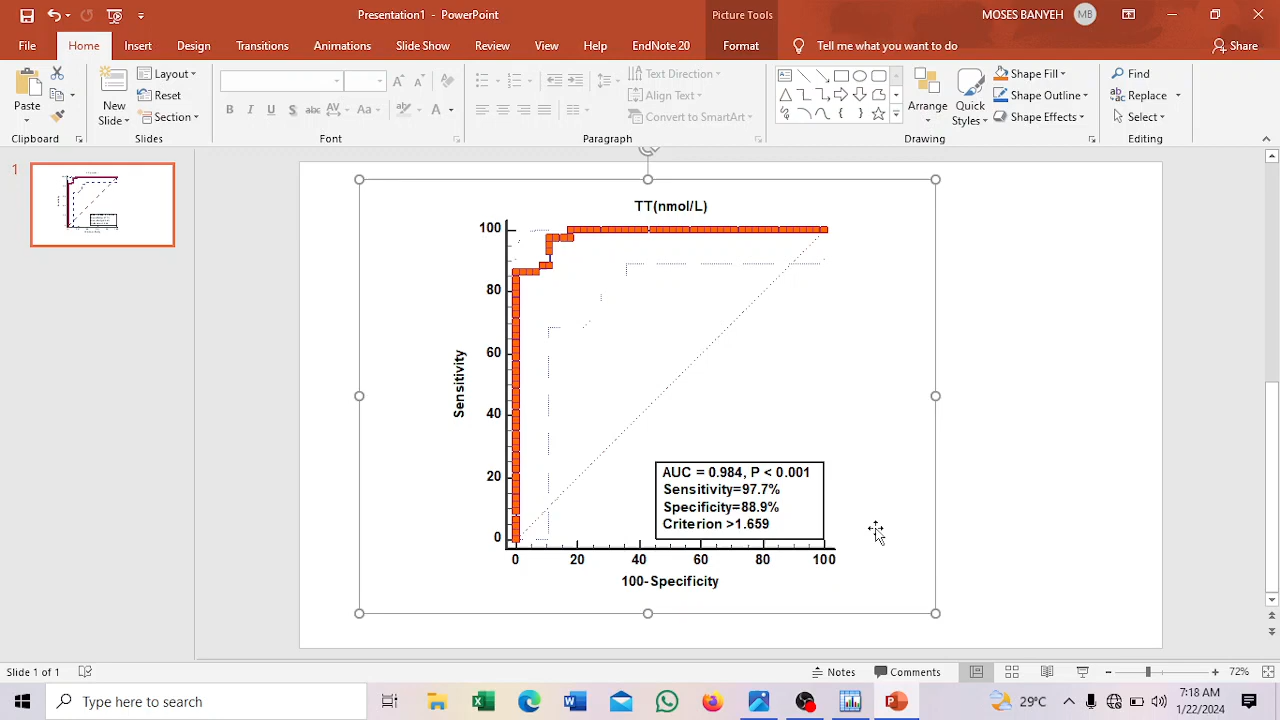 Presentation1 - PowerPoint
Picture Tools
MOSES BANYEH
MB
File
Home
Insert
Design
Transitions
Animations
Slide Show
Review
View
Help
EndNote 20
Format
Tell me what you want to do
Share
Paste
Clipboard
New
Slide
Layout
Reset
Section
Slides
B I U S abc AV Aa A
Font
Text Direction
Align Text
Convert to SmartArt
Paragraph
Arrange
Quick
Styles
Shape Fill
Shape Outline
Shape Effects
Drawing
Find
Replace
Select
Editing
1
TT(nmol/L)
100
80
60
40
20
0
Sensitivity
AUC = 0.984, P < 0.001
Sensitivity=97.7%
Specificity=88.9%
Criterion >1.659
0 20 40 60 80 100
100-Specificity
Slide 1 of 1
Notes
Comments
72%
Type here to search
29°C
7:18 AM
1/22/2024